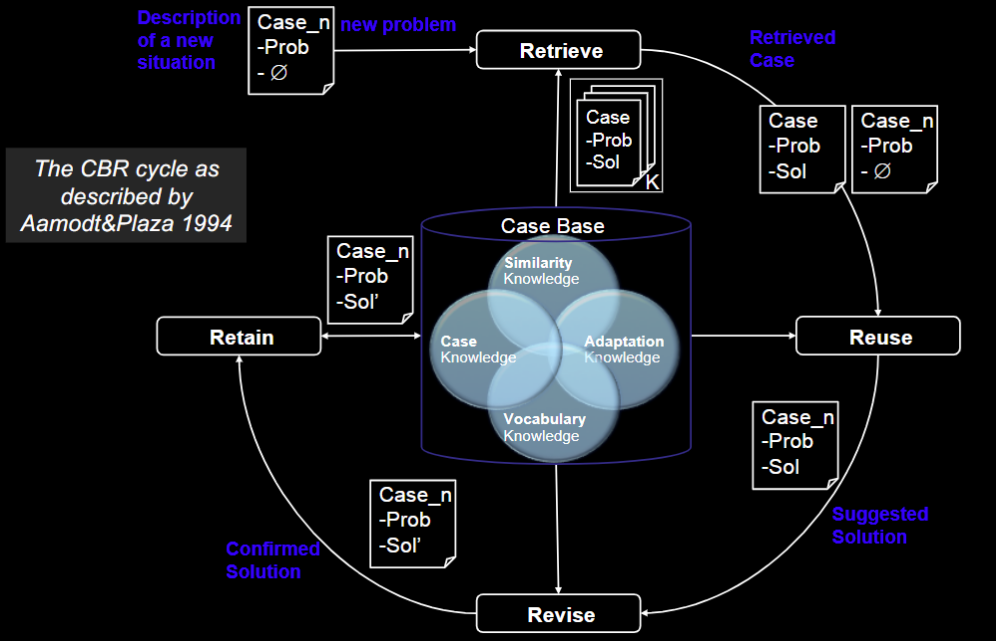 Description
of a new
situation
Case_n
-Prob
- ∅
new problem
Retrieve
Retrieved
Case
Case
-Prob
-Sol
K
Case
-Prob
-Sol
Case_n
-Prob
- ∅
The CBR cycle as
described by
Aamodt&Plaza 1994
Case Base
Similarity
Knowledge
Case
Knowledge
Adaptation
Knowledge
Vocabulary
Knowledge
Case_n
-Prob
-Sol’
Retain
Reuse
Case_n
-Prob
-Sol
Suggested
Solution
Case_n
-Prob
-Sol’
Confirmed
Solution
Revise